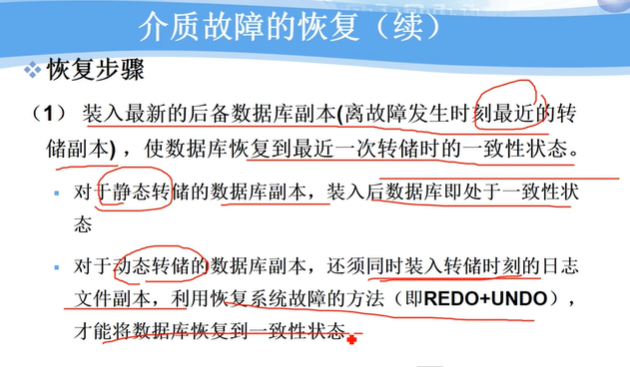 介质故障的恢复（续）
恢复步骤
（1） 装入最新的后备数据库副本(离故障发生时刻最近的转
储副本) ，使数据库恢复到最近一次转储时的一致性状态。
对于静态转储的数据库副本，装入后数据库即处于一致性状
态
对于动态转储的数据库副本，还须同时装入转储时刻的日志
文件副本，利用恢复系统故障的方法（即REDO+UNDO），
才能将数据库恢复到一致性状态